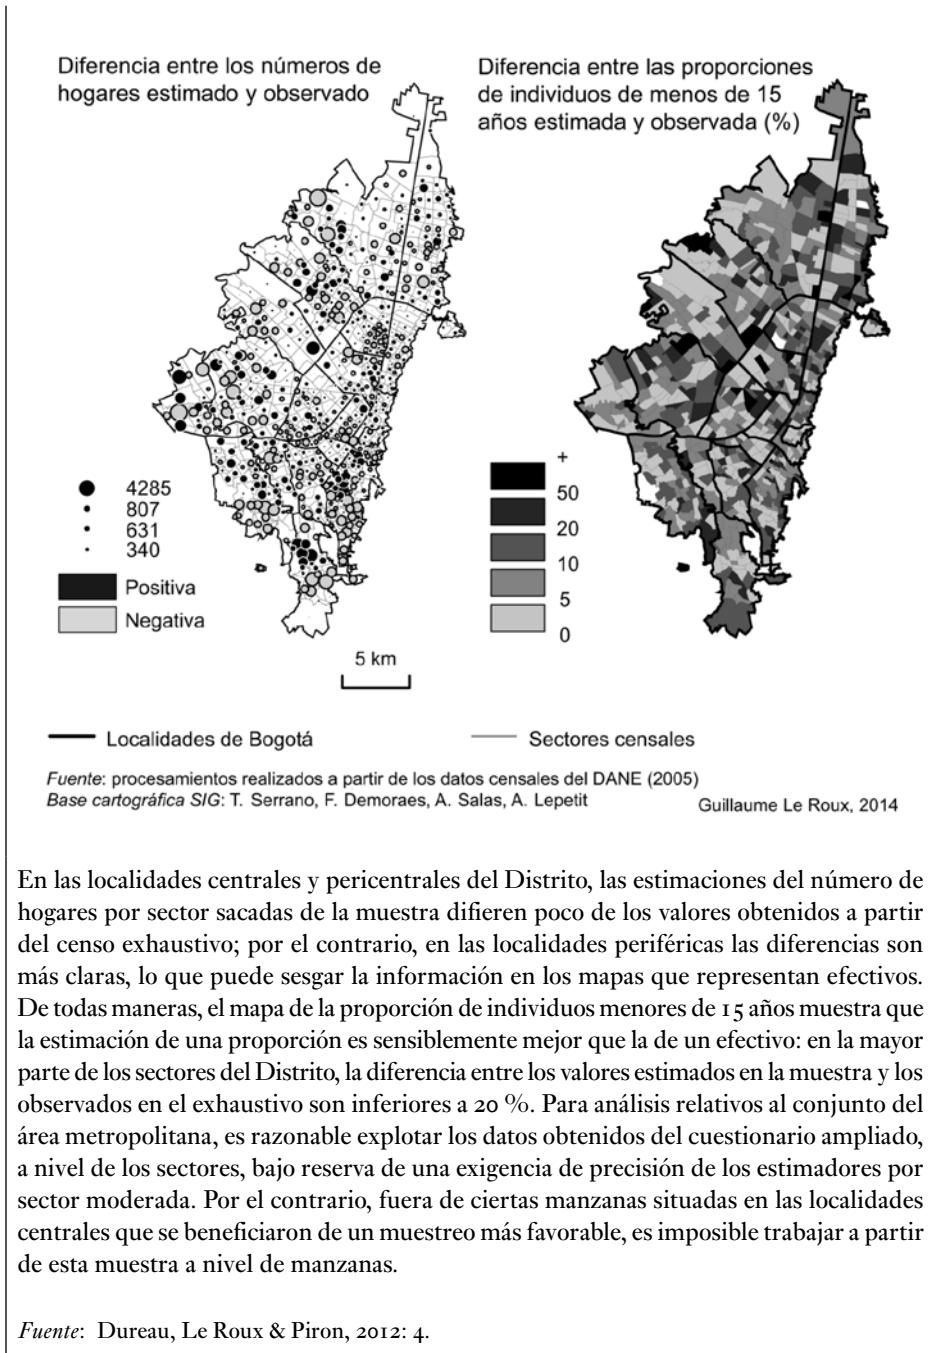 Diferencia entre los números de
hogares estimado y observado
Diferencia entre las proporciones
de individuos de menos de 15
años estimada y observada (%)
4285
807
631
340
Positiva
Negativa
+
50
20
10
5
0
5 km
Localidades de Bogotá
Sectores censales
Fuente: procesamientos realizados a partir de los datos censales del DANE (2005)
Base cartográfica SIG: T. Serrano, F. Demoraes, A. Salas, A. Lepetit
Guillaume Le Roux, 2014
En las localidades centrales y pericentrales del Distrito, las estimaciones del número de
hogares por sector sacadas de la muestra difieren poco de los valores obtenidos a partir
del censo exhaustivo; por el contrario, en las localidades periféricas las diferencias son
más claras, lo que puede sesgar la información en los mapas que representan efectivos.
De todas maneras, el mapa de la proporción de individuos menores de 15 años muestra que
la estimación de una proporción es sensiblemente mejor que la de un efectivo: en la mayor
parte de los sectores del Distrito, la diferencia entre los valores estimados en la muestra y los
observados en el exhaustivo son inferiores a 20 %. Para análisis relativos al conjunto del
área metropolitana, es razonable explotar los datos obtenidos del cuestionario ampliado,
a nivel de los sectores, bajo reserva de una exigencia de precisión de los estimadores por
sector moderada. Por el contrario, fuera de ciertas manzanas situadas en las localidades
centrales que se beneficiaron de un muestreo más favorable, es imposible trabajar a partir
de esta muestra a nivel de manzanas.
Fuente: Dureau, Le Roux & Piron, 2012: 4.